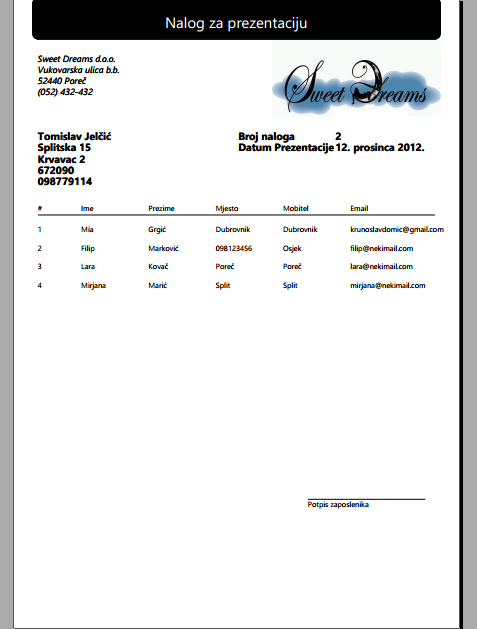 Nalog za prezentaciju
Sweet Dreams d.o.o.
Vukovarska ulica b.b.
52440 Poreč
(052) 432-432
Sweet Dreams
Tomislav Jelčić
Splitska 15
Krvavac 2
672090
098779114
Broj naloga 2
Datum Prezentacije 12. prosinca 2012.
# Ime Prezime Mjesto Mobitel Email
1 Mia Grgić Dubrovnik Dubrovnik krunoslavdomic@gmail.com
2 Filip Marković 098123456 Osjek filip@nekimail.com
3 Lara Kovač Poreč Poreč lara@nekimail.com
4 Mirjana Marić Split Split mirjana@nekimail.com
Potpis zaposlenika